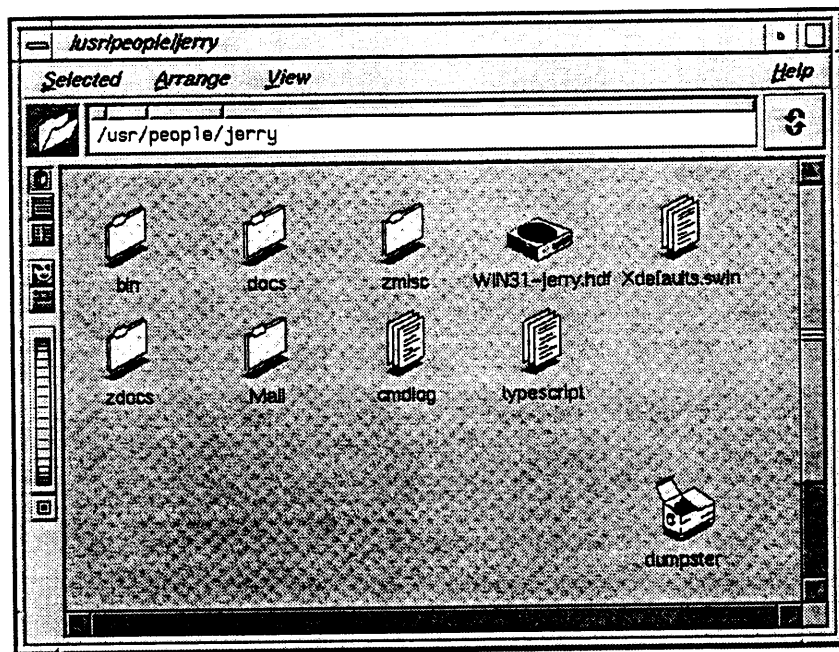 /usr/people/jerry
Selected Arrange View Help
/usr/people/jerry
bin docs zmisc WIN31-jerry.hdf Xdefaults.swin
zdocs Mail cmdlog typescript
dumpster